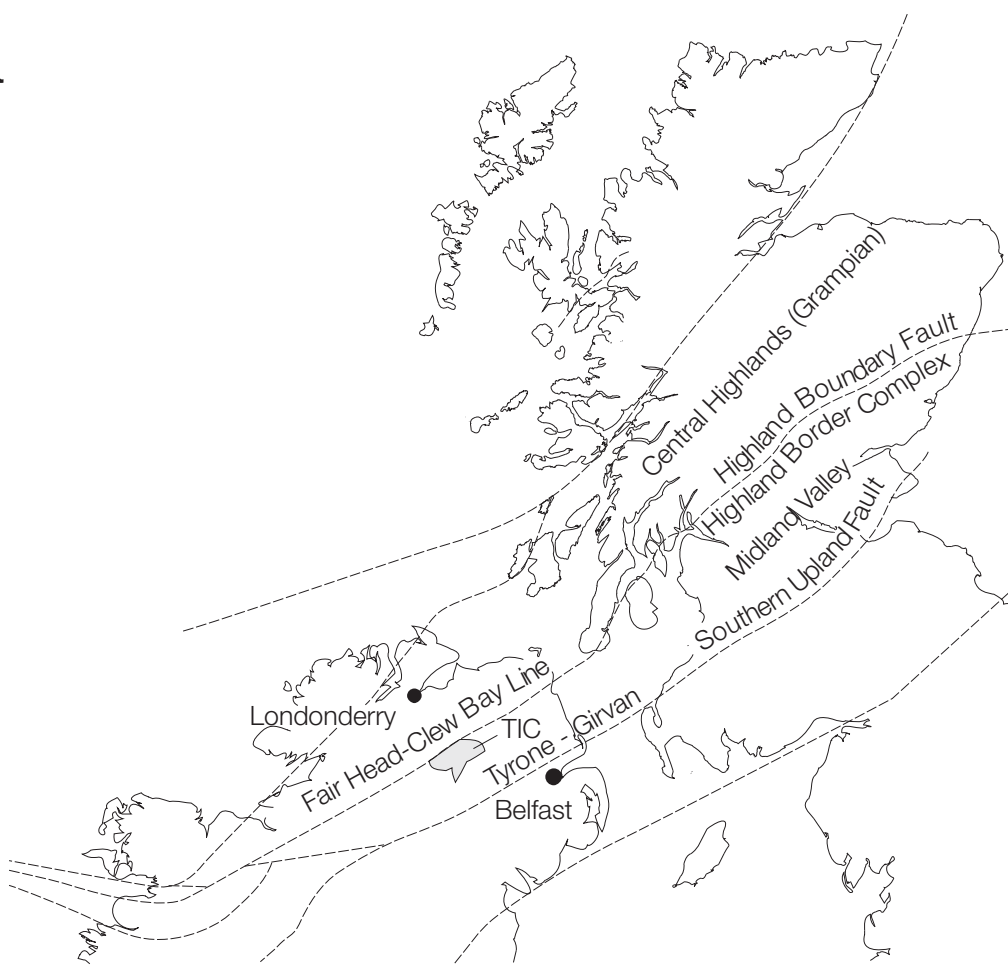 Central Highlands (Grampian)
Highland Boundary Fault
Highland Border Complex
Midland Valley
Southern Upland Fault
Londonderry
Fair Head-Clew Bay Line
TIC
Tyrone - Girvan
Belfast